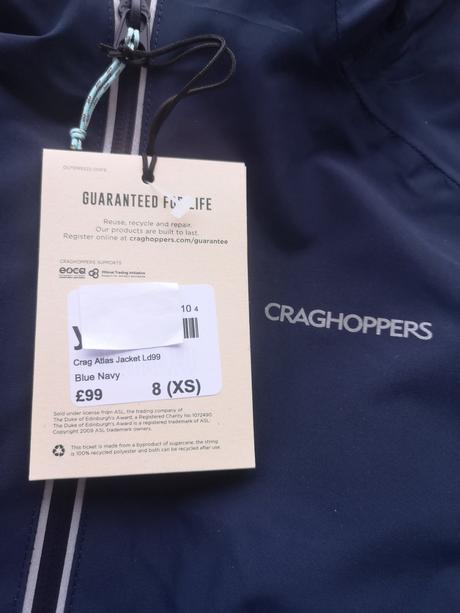 GUARANTEED FOR LIFE
Reuse, recycle and repair.
Our products are built to last.
Register online at craghoppers.com/guarantee
CRAGHOPPERS SUPPORTS
eoca
Ethical Trading Initiative
10 4
Crag Atlas Jacket Ld99
Blue Navy
£99 8 (XS)
Sold under license from ASL, the trading company of
The Duke of Edinburgh's Award, a Registered Charity No 1072490.
The Duke of Edinburgh's Award is a registered trademark of ASL.
Copyright 2009 ASL trademark owners.
This ticket is made from a byproduct of sugarcane, the string
is 100% recycled polyester and both can be recycled after use.
CRAGHOPPERS